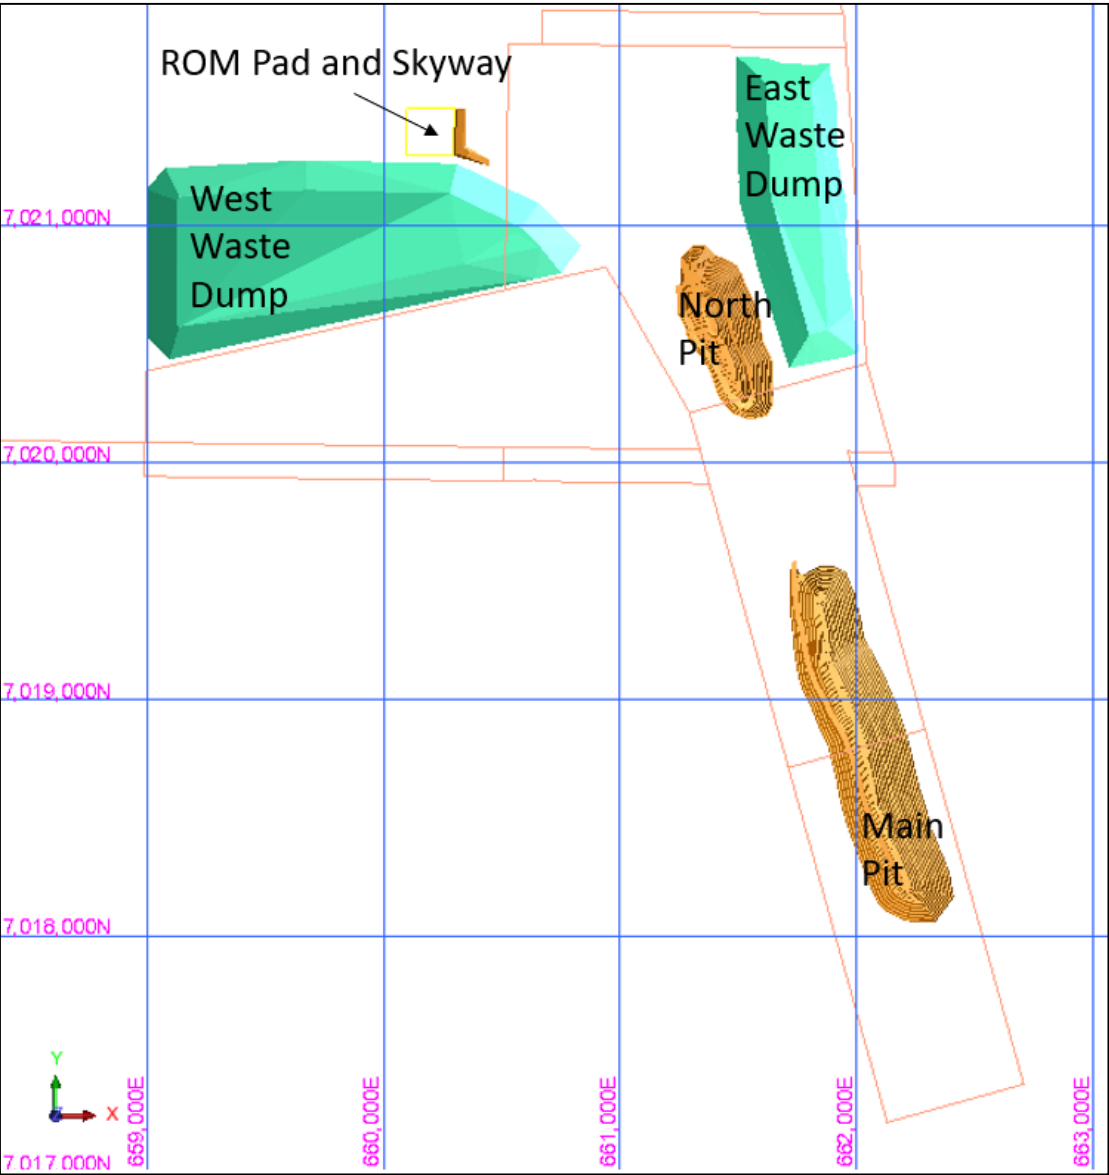 ROM Pad and Skyway
East
Waste
Dump
West
Waste
Dump
7,021,000N
North
Pit
7,020,000N
7,019,000N
Main
Pit
7,018,000N
Y
X
659,000E
660,000E
661,000E
662,000E
663,000E
7,017,000N